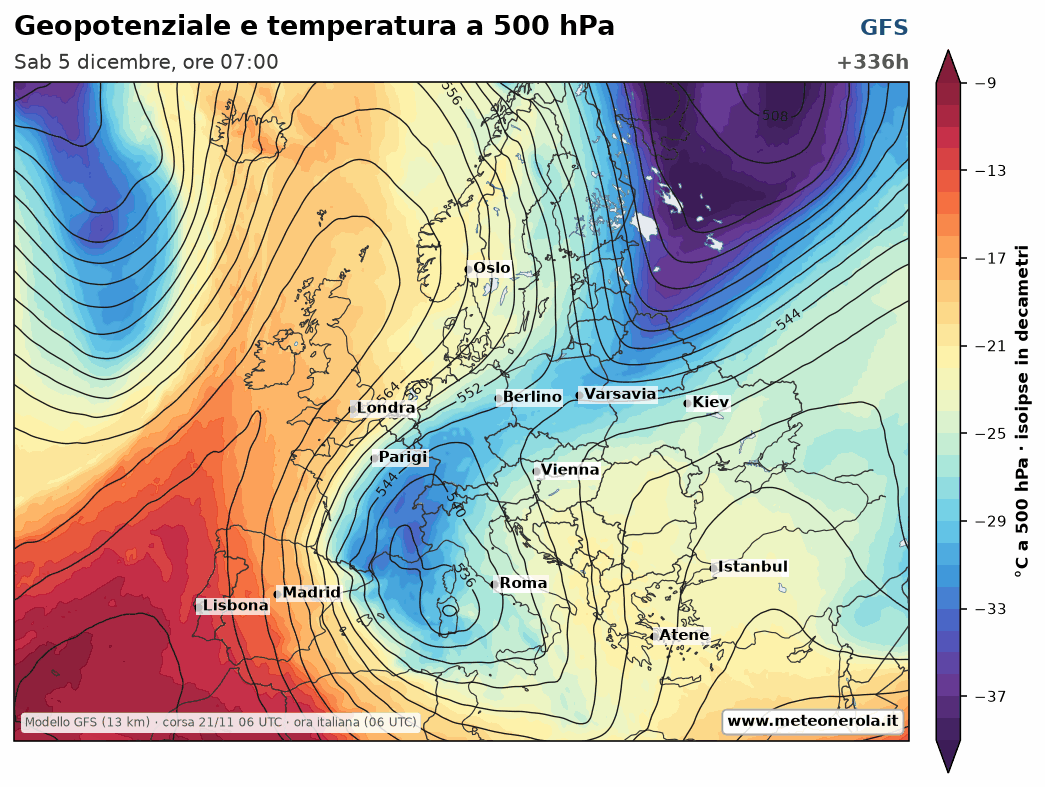 Geopotenziale e temperatura a 500 hPa
GFS
Sab 5 dicembre, ore 07:00
+336h
556
508
Oslo
544
564
560
552
Londra
Berlino
Varsavia
Kiev
Parigi
Vienna
544
540
536
Roma
Istanbul
Madrid
Lisbona
Atene
Modello GFS (13 km) · corsa 21/11 06 UTC · ora italiana (06 UTC)
www.meteonerola.it
−9
−13
−17
−21
−25
−29
−33
−37
°C a 500 hPa · isoipse in decametri